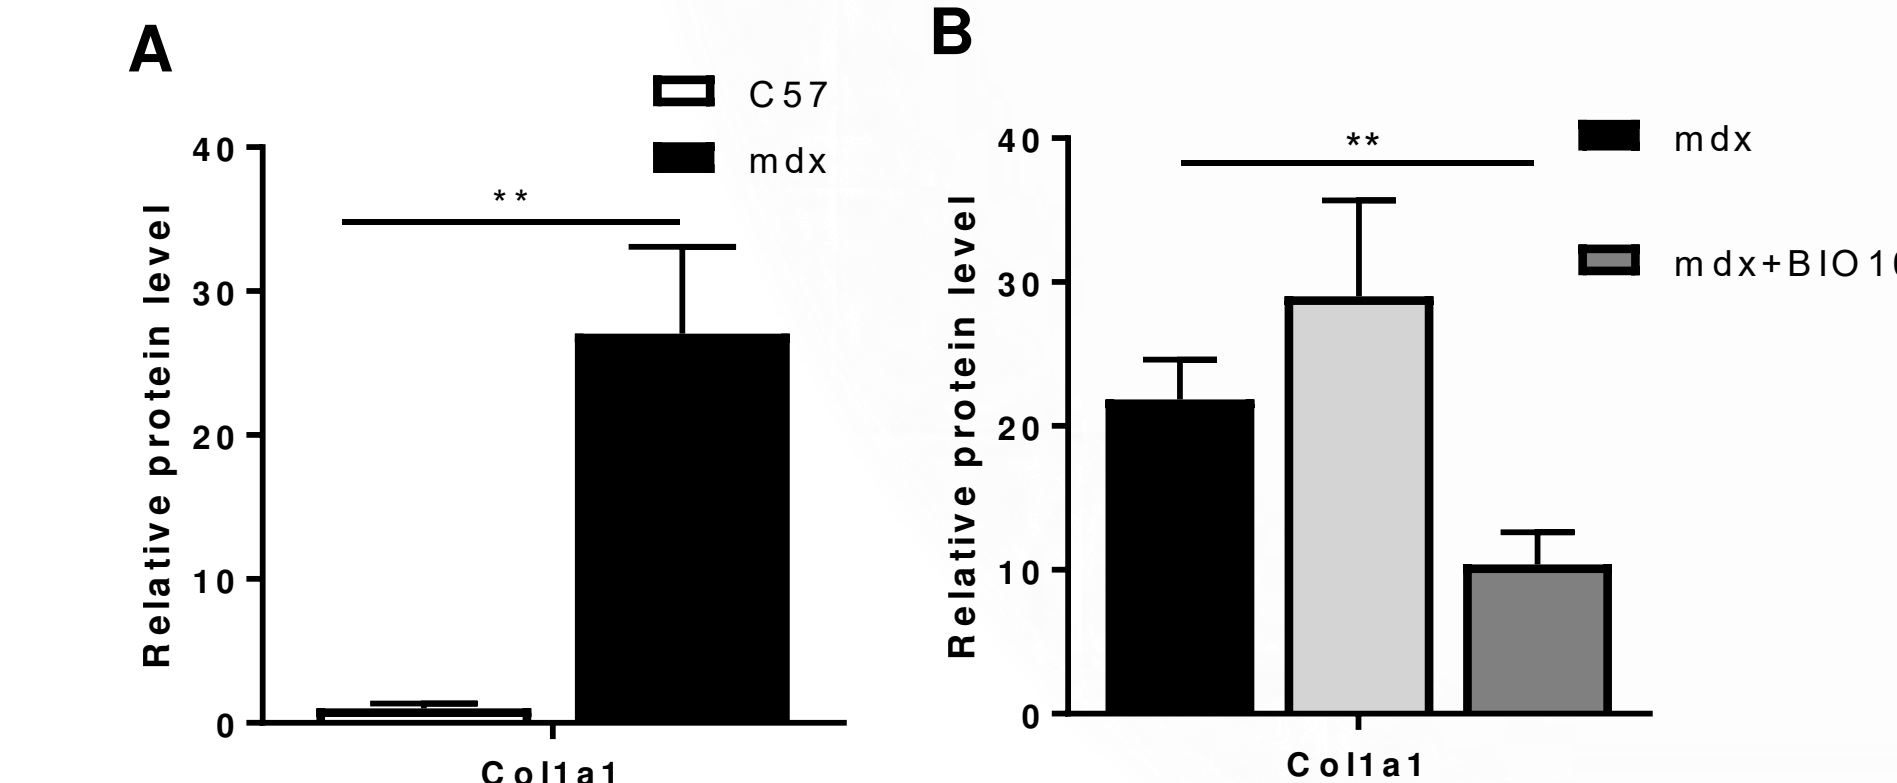 A
C57
mdx
**
40
30
20
10
0
Relative protein level
Col1a1
B
mdx
mdx+BIO10
**
40
30
20
10
0
Relative protein level
Col1a1